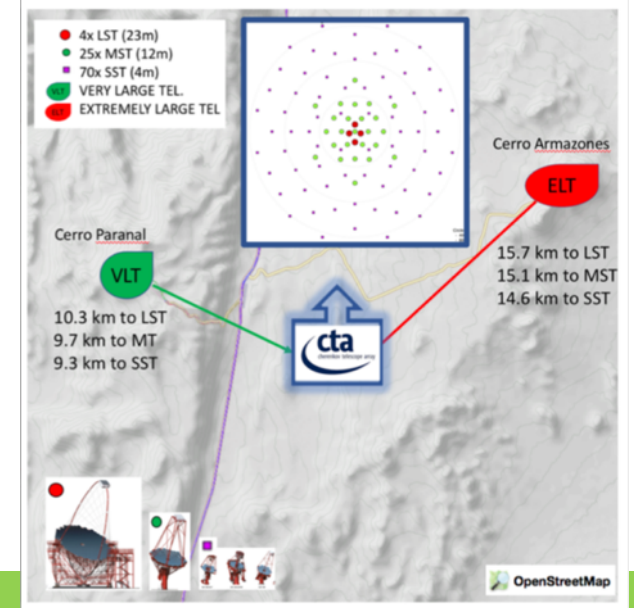 4x LST (23m)
25x MST (12m)
70x SST (4m)
VLT VERY LARGE TEL.
ELT EXTREMELY LARGE TEL
Cerro Armazones
ELT
Cerro Paranal
VLT
15.7 km to LST
15.1 km to MST
14.6 km to SST
10.3 km to LST
9.7 km to MT
9.3 km to SST
cta
cherenkov telescope array
OpenStreetMap